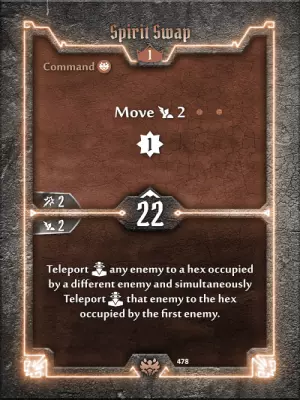 Spirit Swap
1
Command
Move 2
1
2
22
2
Teleport any enemy to a hex occupied
by a different enemy and simultaneously
Teleport that enemy to the hex
occupied by the first enemy.
478